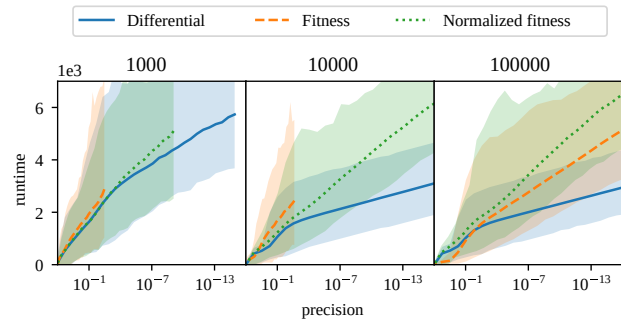 Differential Fitness Normalized fitness
1e3 1000 10000 100000
6
4
2
0
runtime
10⁻¹ 10⁻⁷ 10⁻¹³ 10⁻¹ 10⁻⁷ 10⁻¹³ 10⁻¹ 10⁻⁷ 10⁻¹³
precision